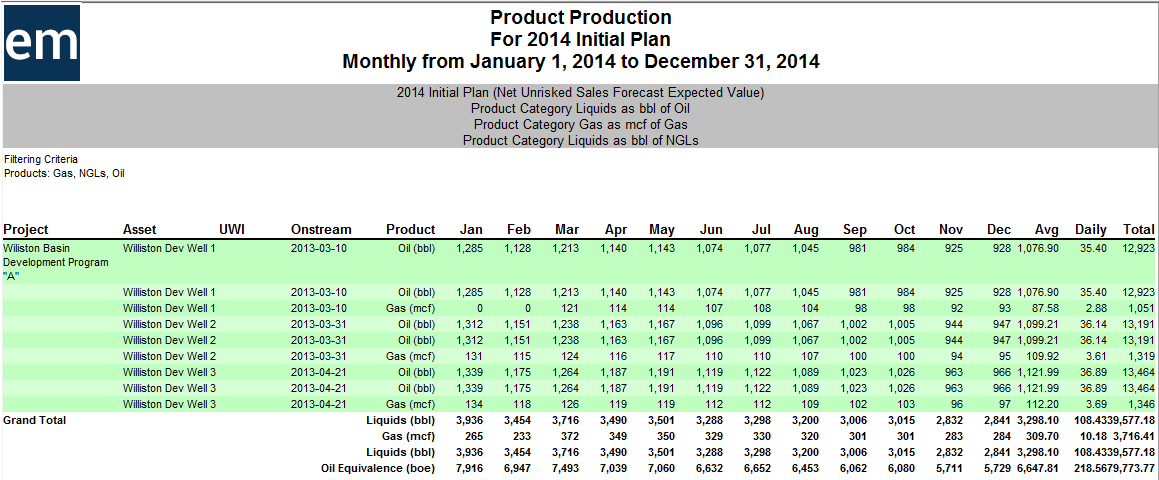 em
Product Production
For 2014 Initial Plan
Monthly from January 1, 2014 to December 31, 2014
2014 Initial Plan (Net Unrisked Sales Forecast Expected Value)
Product Category Liquids as bbl of Oil
Product Category Gas as mcf of Gas
Product Category Liquids as bbl of NGLs
Filtering Criteria
Products: Gas, NGLs, Oil
Project Asset UWI Onstream Product Jan Feb Mar Apr May Jun Jul Aug Sep Oct Nov Dec Avg Daily Total
Wiliston Basin Williston Dev Well 1 2013-03-10 Oil (bbl) 1,285 1,128 1,213 1,140 1,143 1,074 1,077 1,045 981 984 925 928 1,076.90 35.40 12,923
Development Program
"A"
Williston Dev Well 1 2013-03-10 Oil (bbl) 1,285 1,128 1,213 1,140 1,143 1,074 1,077 1,045 981 984 925 928 1,076.90 35.40 12,923
Williston Dev Well 1 2013-03-10 Gas (mcf) 0 0 121 114 114 107 108 104 98 98 92 93 87.58 2.88 1,051
Williston Dev Well 2 2013-03-31 Oil (bbl) 1,312 1,151 1,238 1,163 1,167 1,096 1,099 1,067 1,002 1,005 944 947 1,099.21 36.14 13,191
Williston Dev Well 2 2013-03-31 Oil (bbl) 1,312 1,151 1,238 1,163 1,167 1,096 1,099 1,067 1,002 1,005 944 947 1,099.21 36.14 13,191
Williston Dev Well 2 2013-03-31 Gas (mcf) 131 115 124 116 117 110 110 107 100 100 94 95 109.92 3.61 1,319
Williston Dev Well 3 2013-04-21 Oil (bbl) 1,339 1,175 1,264 1,187 1,191 1,119 1,122 1,089 1,023 1,026 963 966 1,121.99 36.89 13,464
Williston Dev Well 3 2013-04-21 Oil (bbl) 1,339 1,175 1,264 1,187 1,191 1,119 1,122 1,089 1,023 1,026 963 966 1,121.99 36.89 13,464
Williston Dev Well 3 2013-04-21 Gas (mcf) 134 118 126 119 119 112 112 109 102 103 96 97 112.20 3.69 1,346
Grand Total Liquids (bbl) 3,936 3,454 3,716 3,490 3,501 3,288 3,298 3,200 3,006 3,015 2,832 2,841 3,298.10 108.4339,577.18
Gas (mcf) 265 233 372 349 350 329 330 320 301 301 283 284 309.70 10.18 3,716.41
Liquids (bbl) 3,936 3,454 3,716 3,490 3,501 3,288 3,298 3,200 3,006 3,015 2,832 2,841 3,298.10 108.4339,577.18
Oil Equivalence (boe) 7,916 6,947 7,493 7,039 7,060 6,632 6,652 6,453 6,062 6,080 5,711 5,729 6,647.81 218.5679,773.77